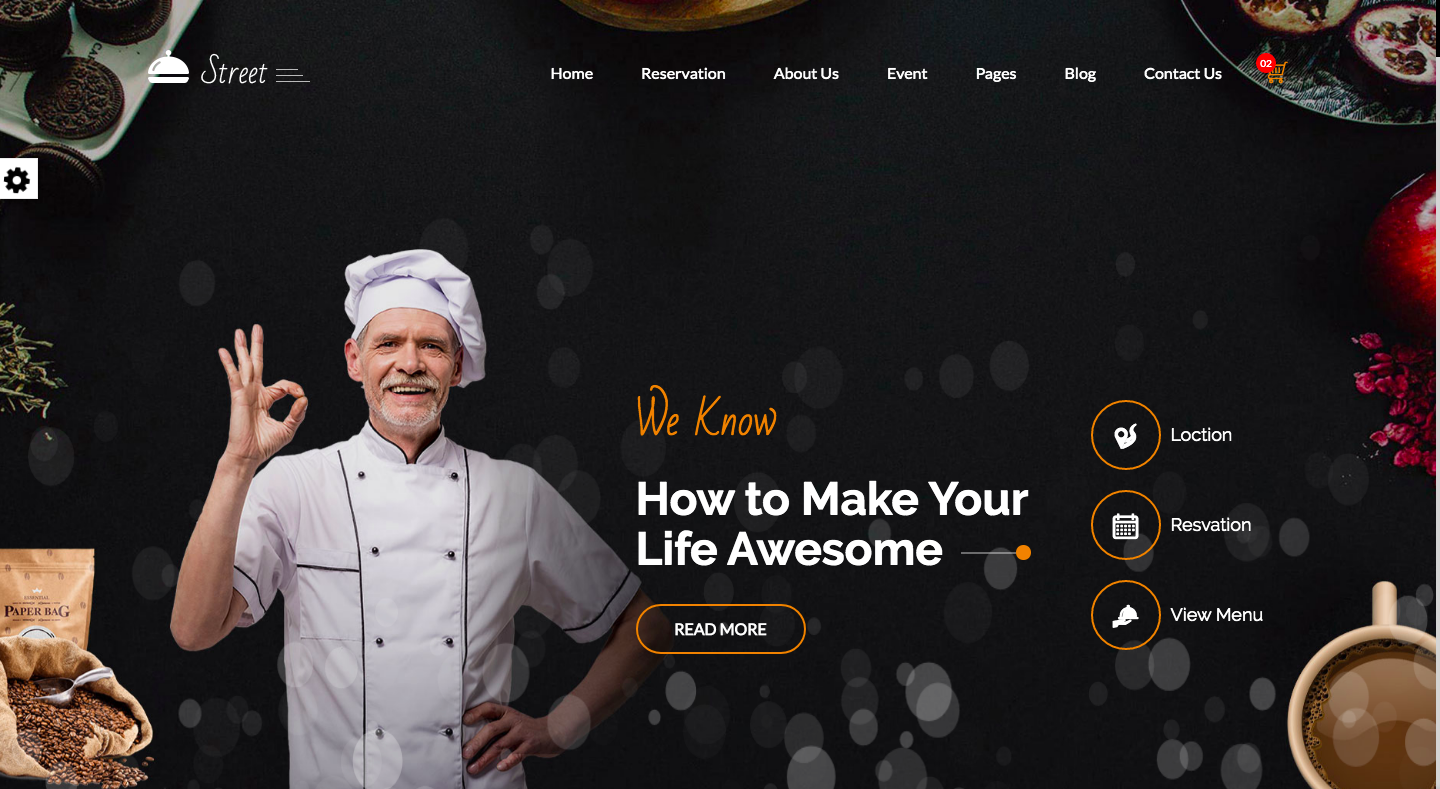 Street
Home Reservation About Us Event Pages Blog Contact Us 02
We Know
How to Make Your
Life Awesome
READ MORE
Loction
Resvation
View Menu
ESSENTIAL
PAPER BAG